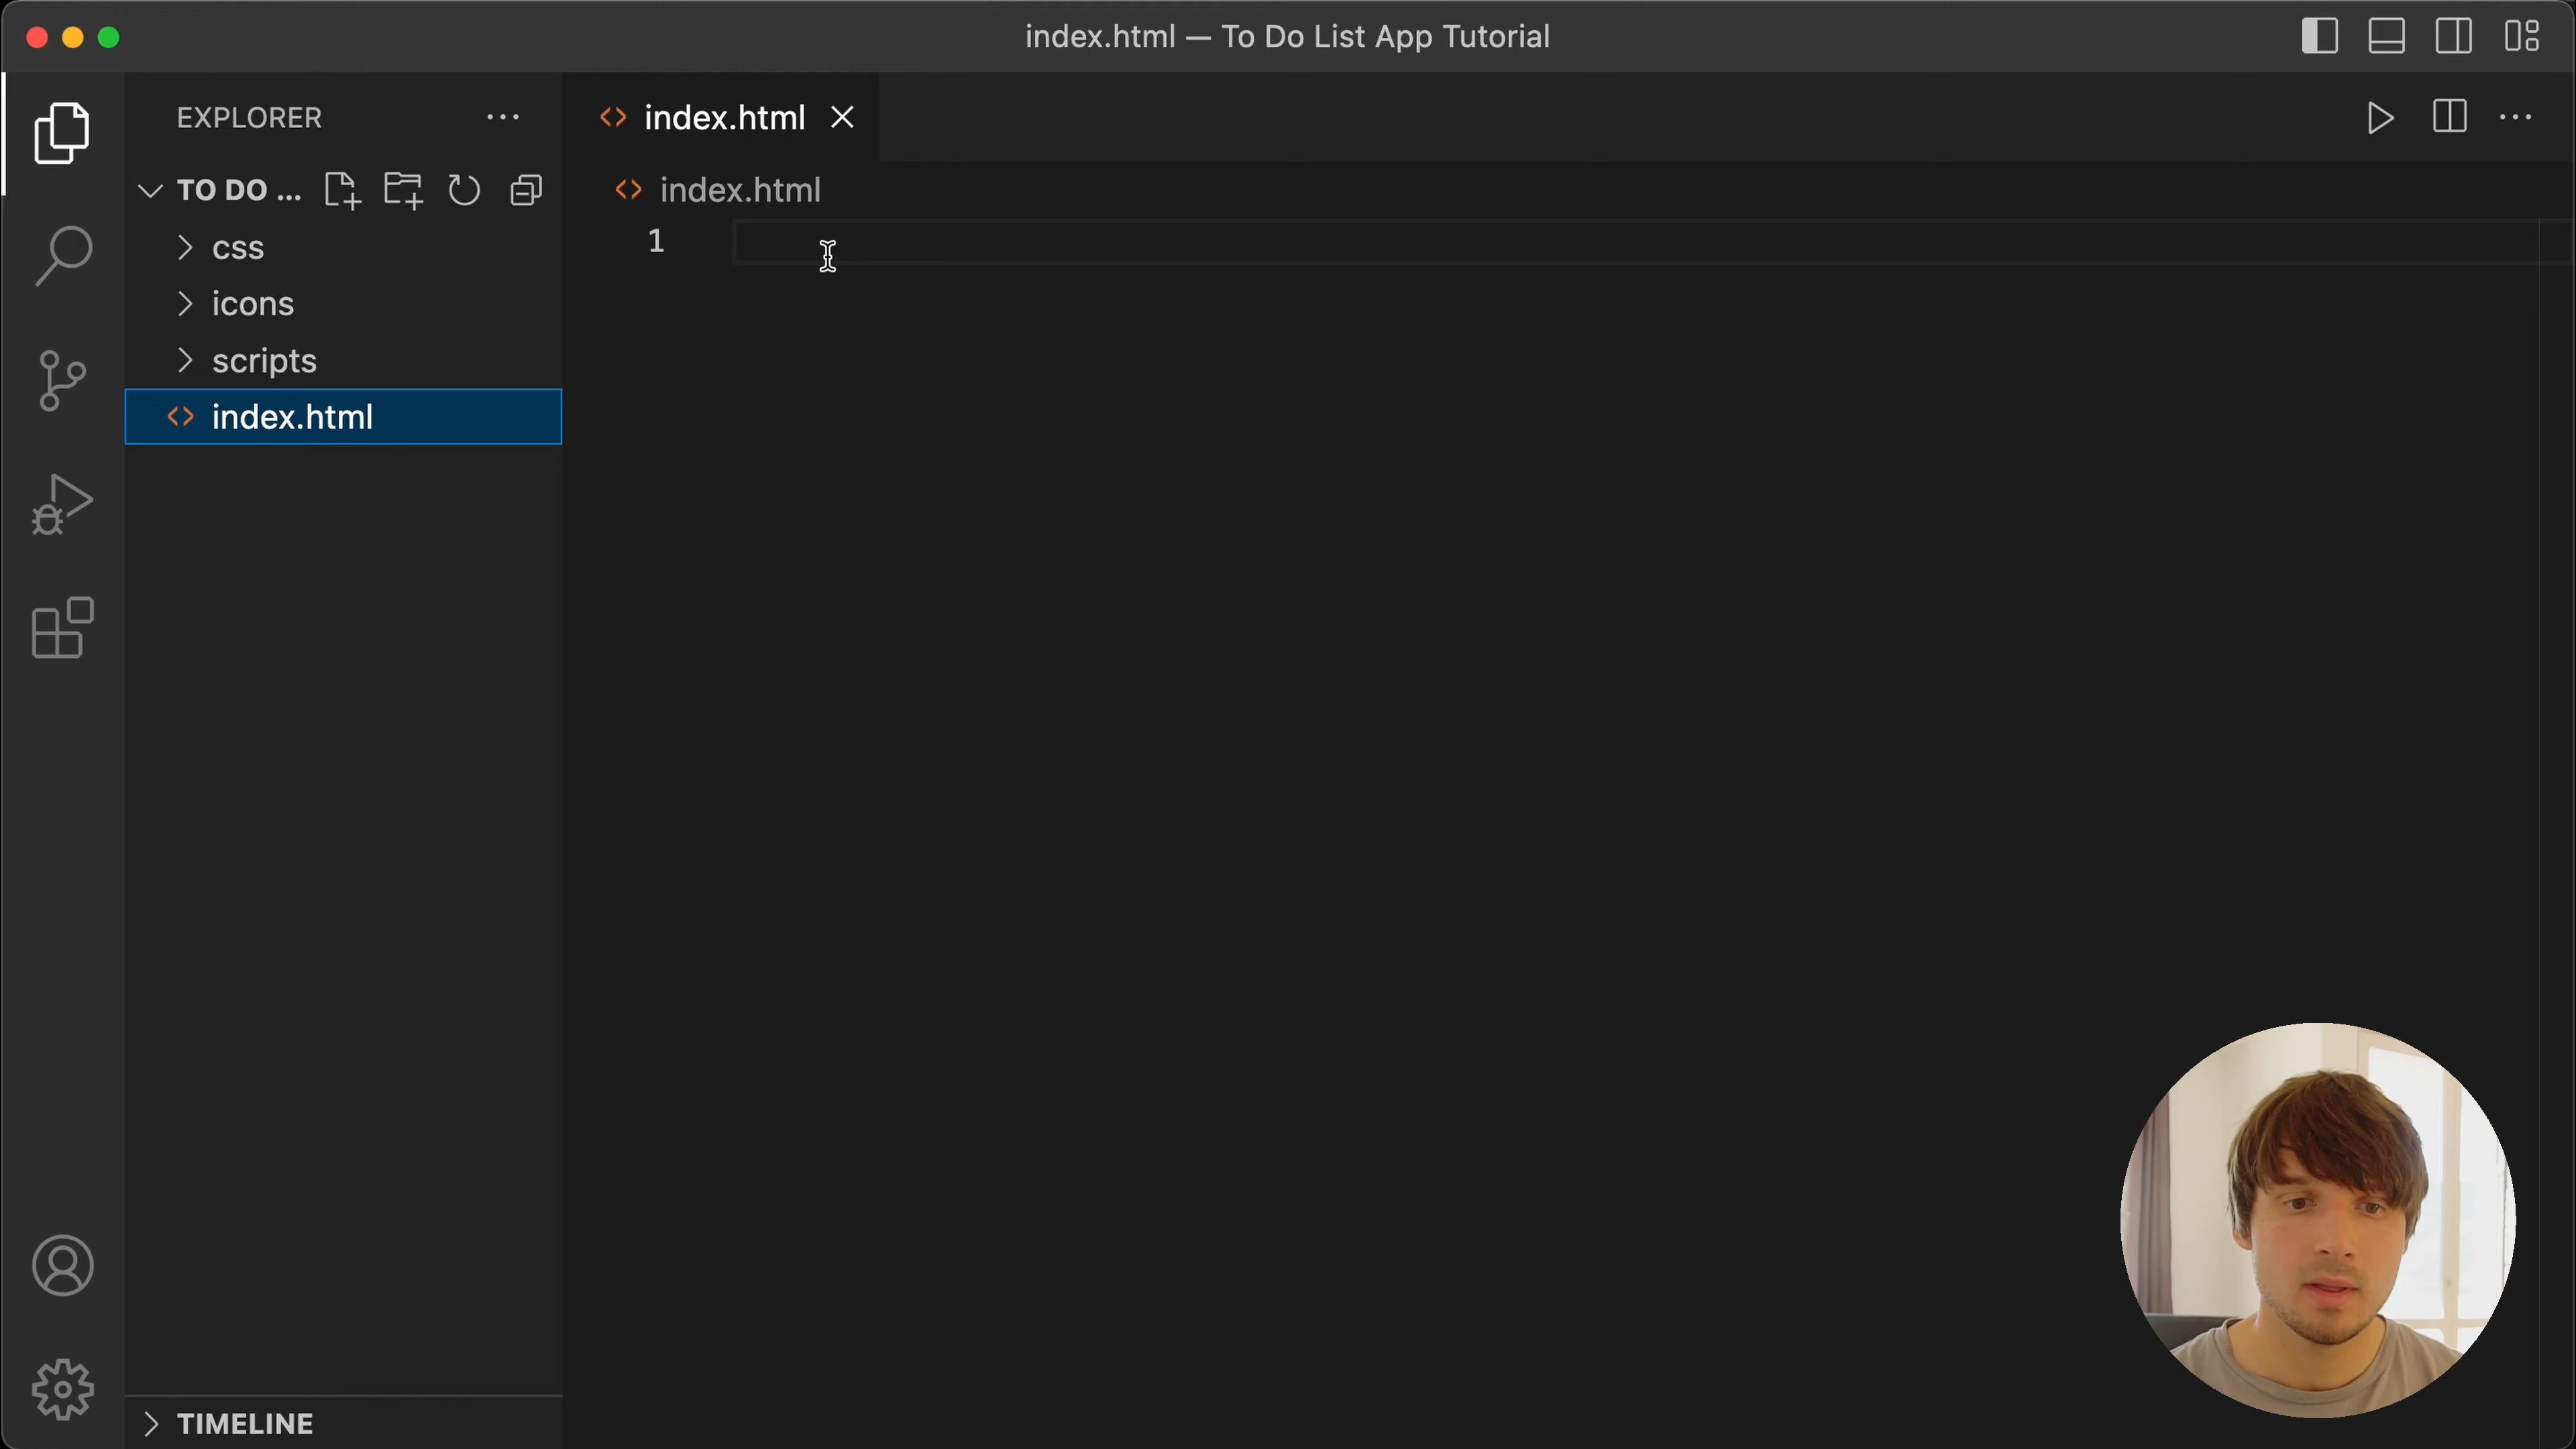 index.html — To Do List App Tutorial
EXPLORER
TO DO ...
css
icons
scripts
index.html
TIMELINE
index.html
index.html
1